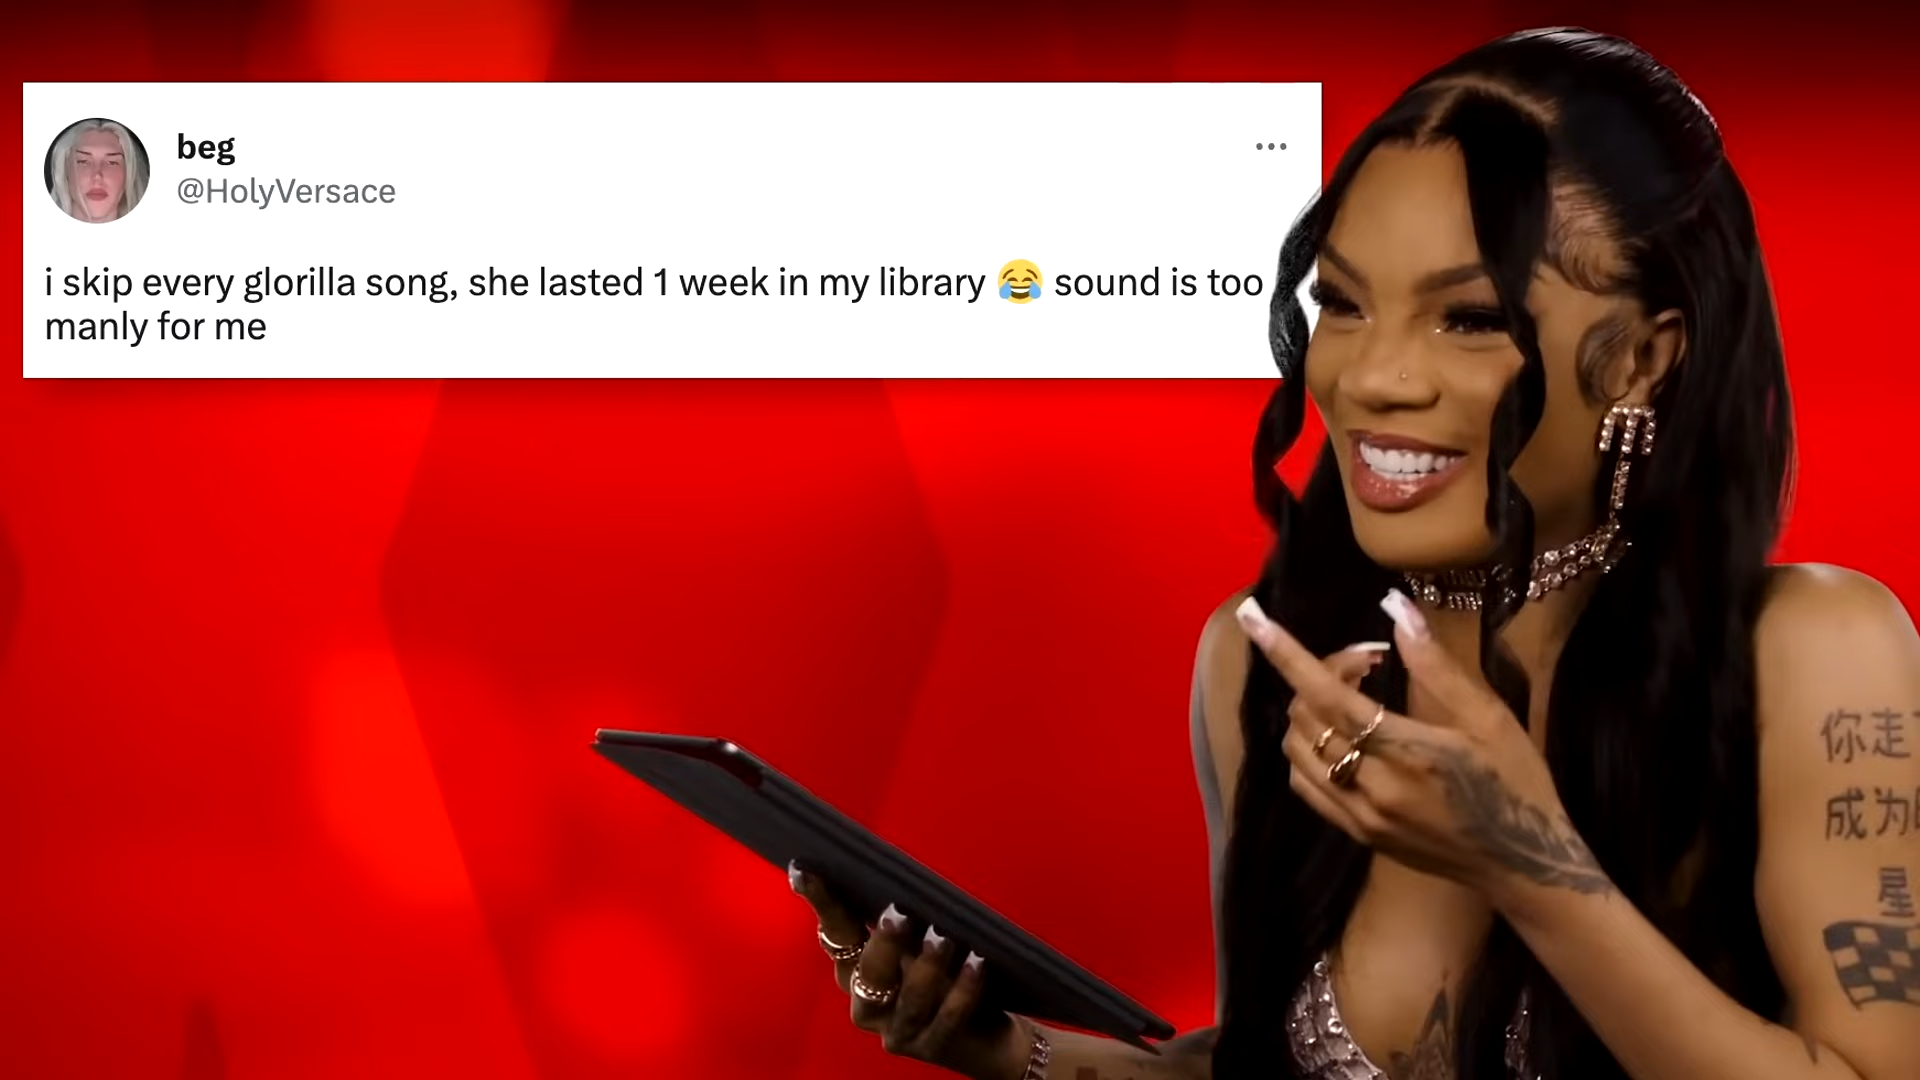 beg
@HolyVersace
i skip every glorilla song, she lasted 1 week in my library 😂 sound is too
manly for me
你走
成为
星